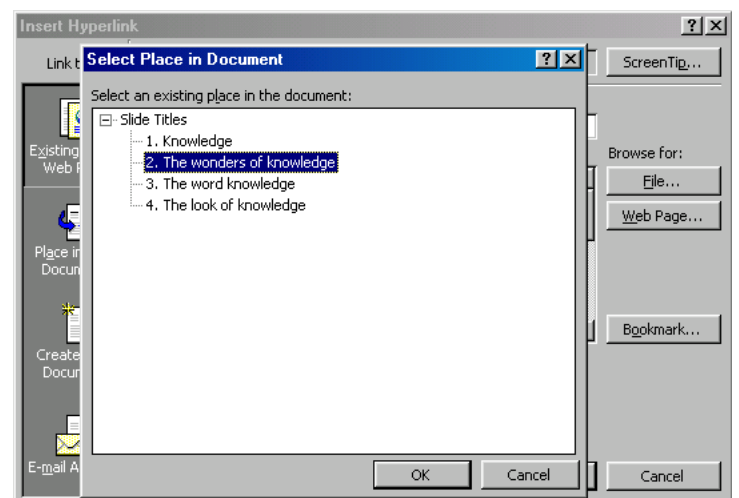 Insert Hyperlink
Link t
ScreenTip...
Select Place in Document
Select an existing place in the document:
Slide Titles
1. Knowledge
2. The wonders of knowledge
3. The word knowledge
4. The look of knowledge
OK
Cancel
Existing
Web P
Place in
Docum
Create
Docum
E-mail A
Browse for:
File...
Web Page...
Bookmark...
Cancel